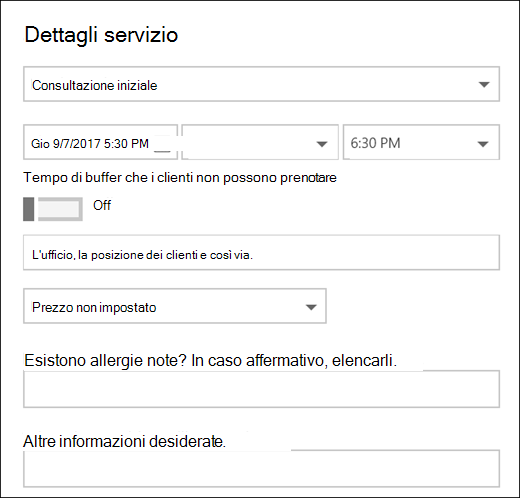 Dettagli servizio
Consultazione iniziale
Gio 9/7/2017 5:30 PM
6:30 PM
Tempo di buffer che i clienti non possono prenotare
Off
L'ufficio, la posizione dei clienti e così via.
Prezzo non impostato
Esistono allergie note? In caso affermativo, elencarli.
Altre informazioni desiderate.